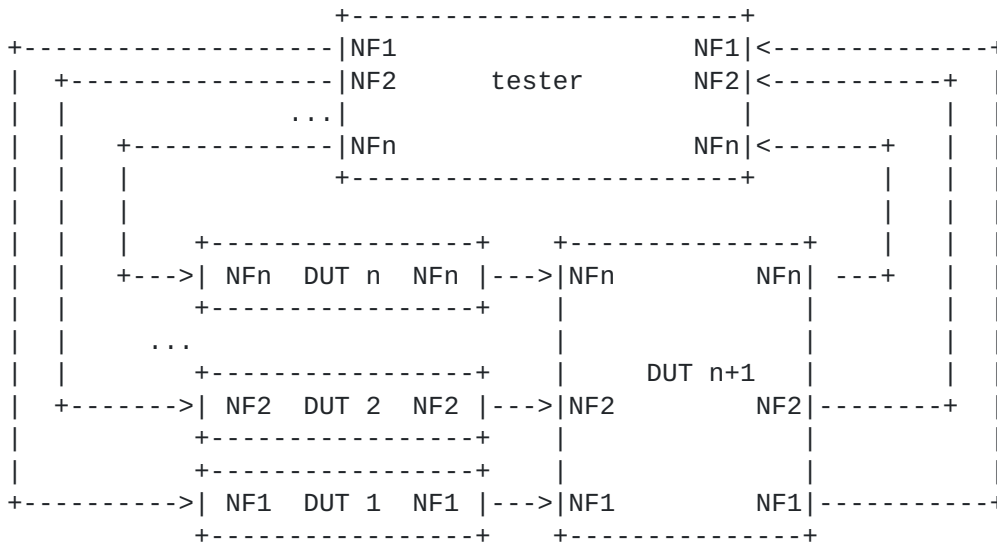 NF1 NF1
NF2 tester NF2
...
NFn NFn
NFn DUT n NFn NFn NFn
...
DUT n+1
NF2 DUT 2 NF2 NF2 NF2
NF1 DUT 1 NF1 NF1 NF1